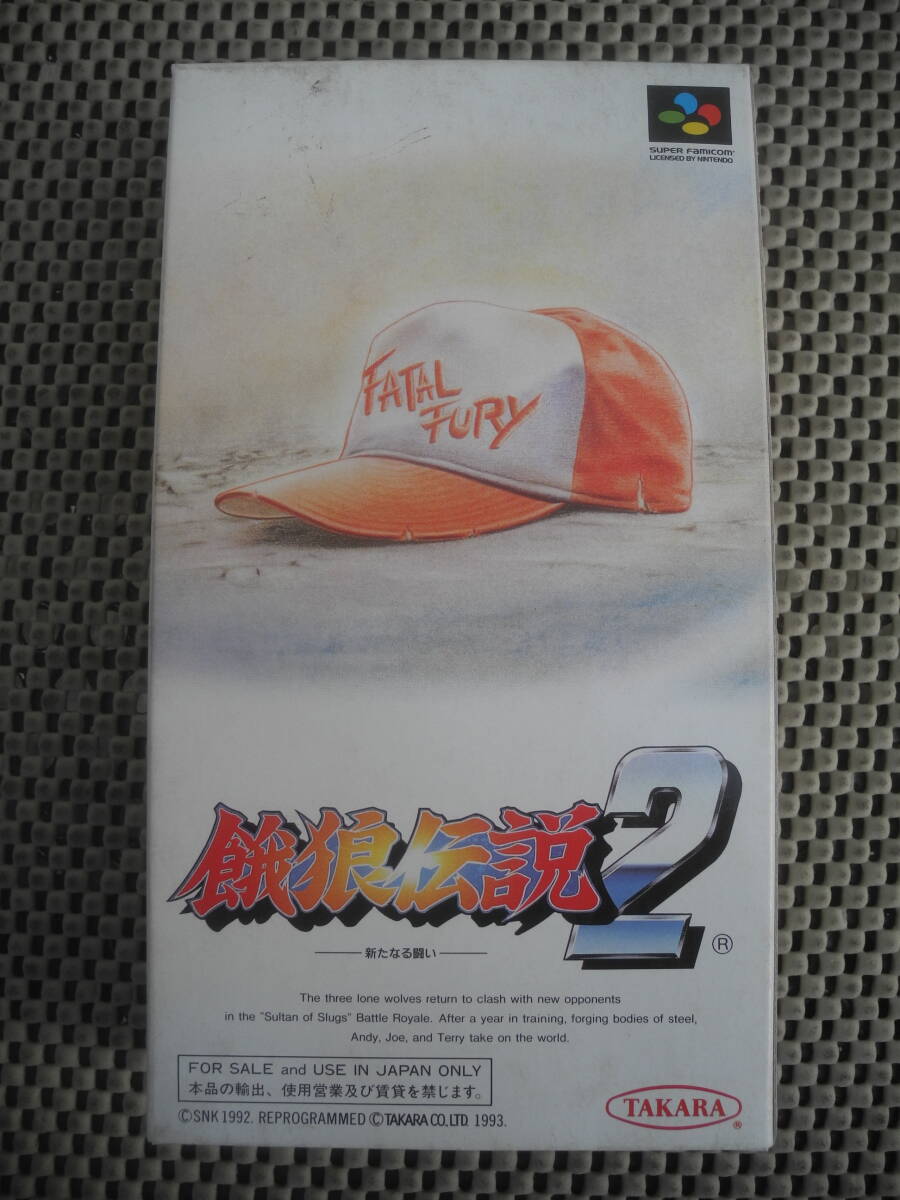 SUPER FAMICOM
LICENSED BY NINTENDO
FATAL
FURY
餓狼伝説2
®
新たなる闘い
The three lone wolves return to clash with new opponents
in the "Sultan of Slugs" Battle Royale. After a year in training, forging bodies of steel,
Andy, Joe, and Terry take on the world.
FOR SALE and USE IN JAPAN ONLY
本品の輸出、使用営業及び賃貸を禁じます。
©SNK 1992. REPROGRAMMED ©TAKARA CO.,LTD. 1993.
TAKARA®